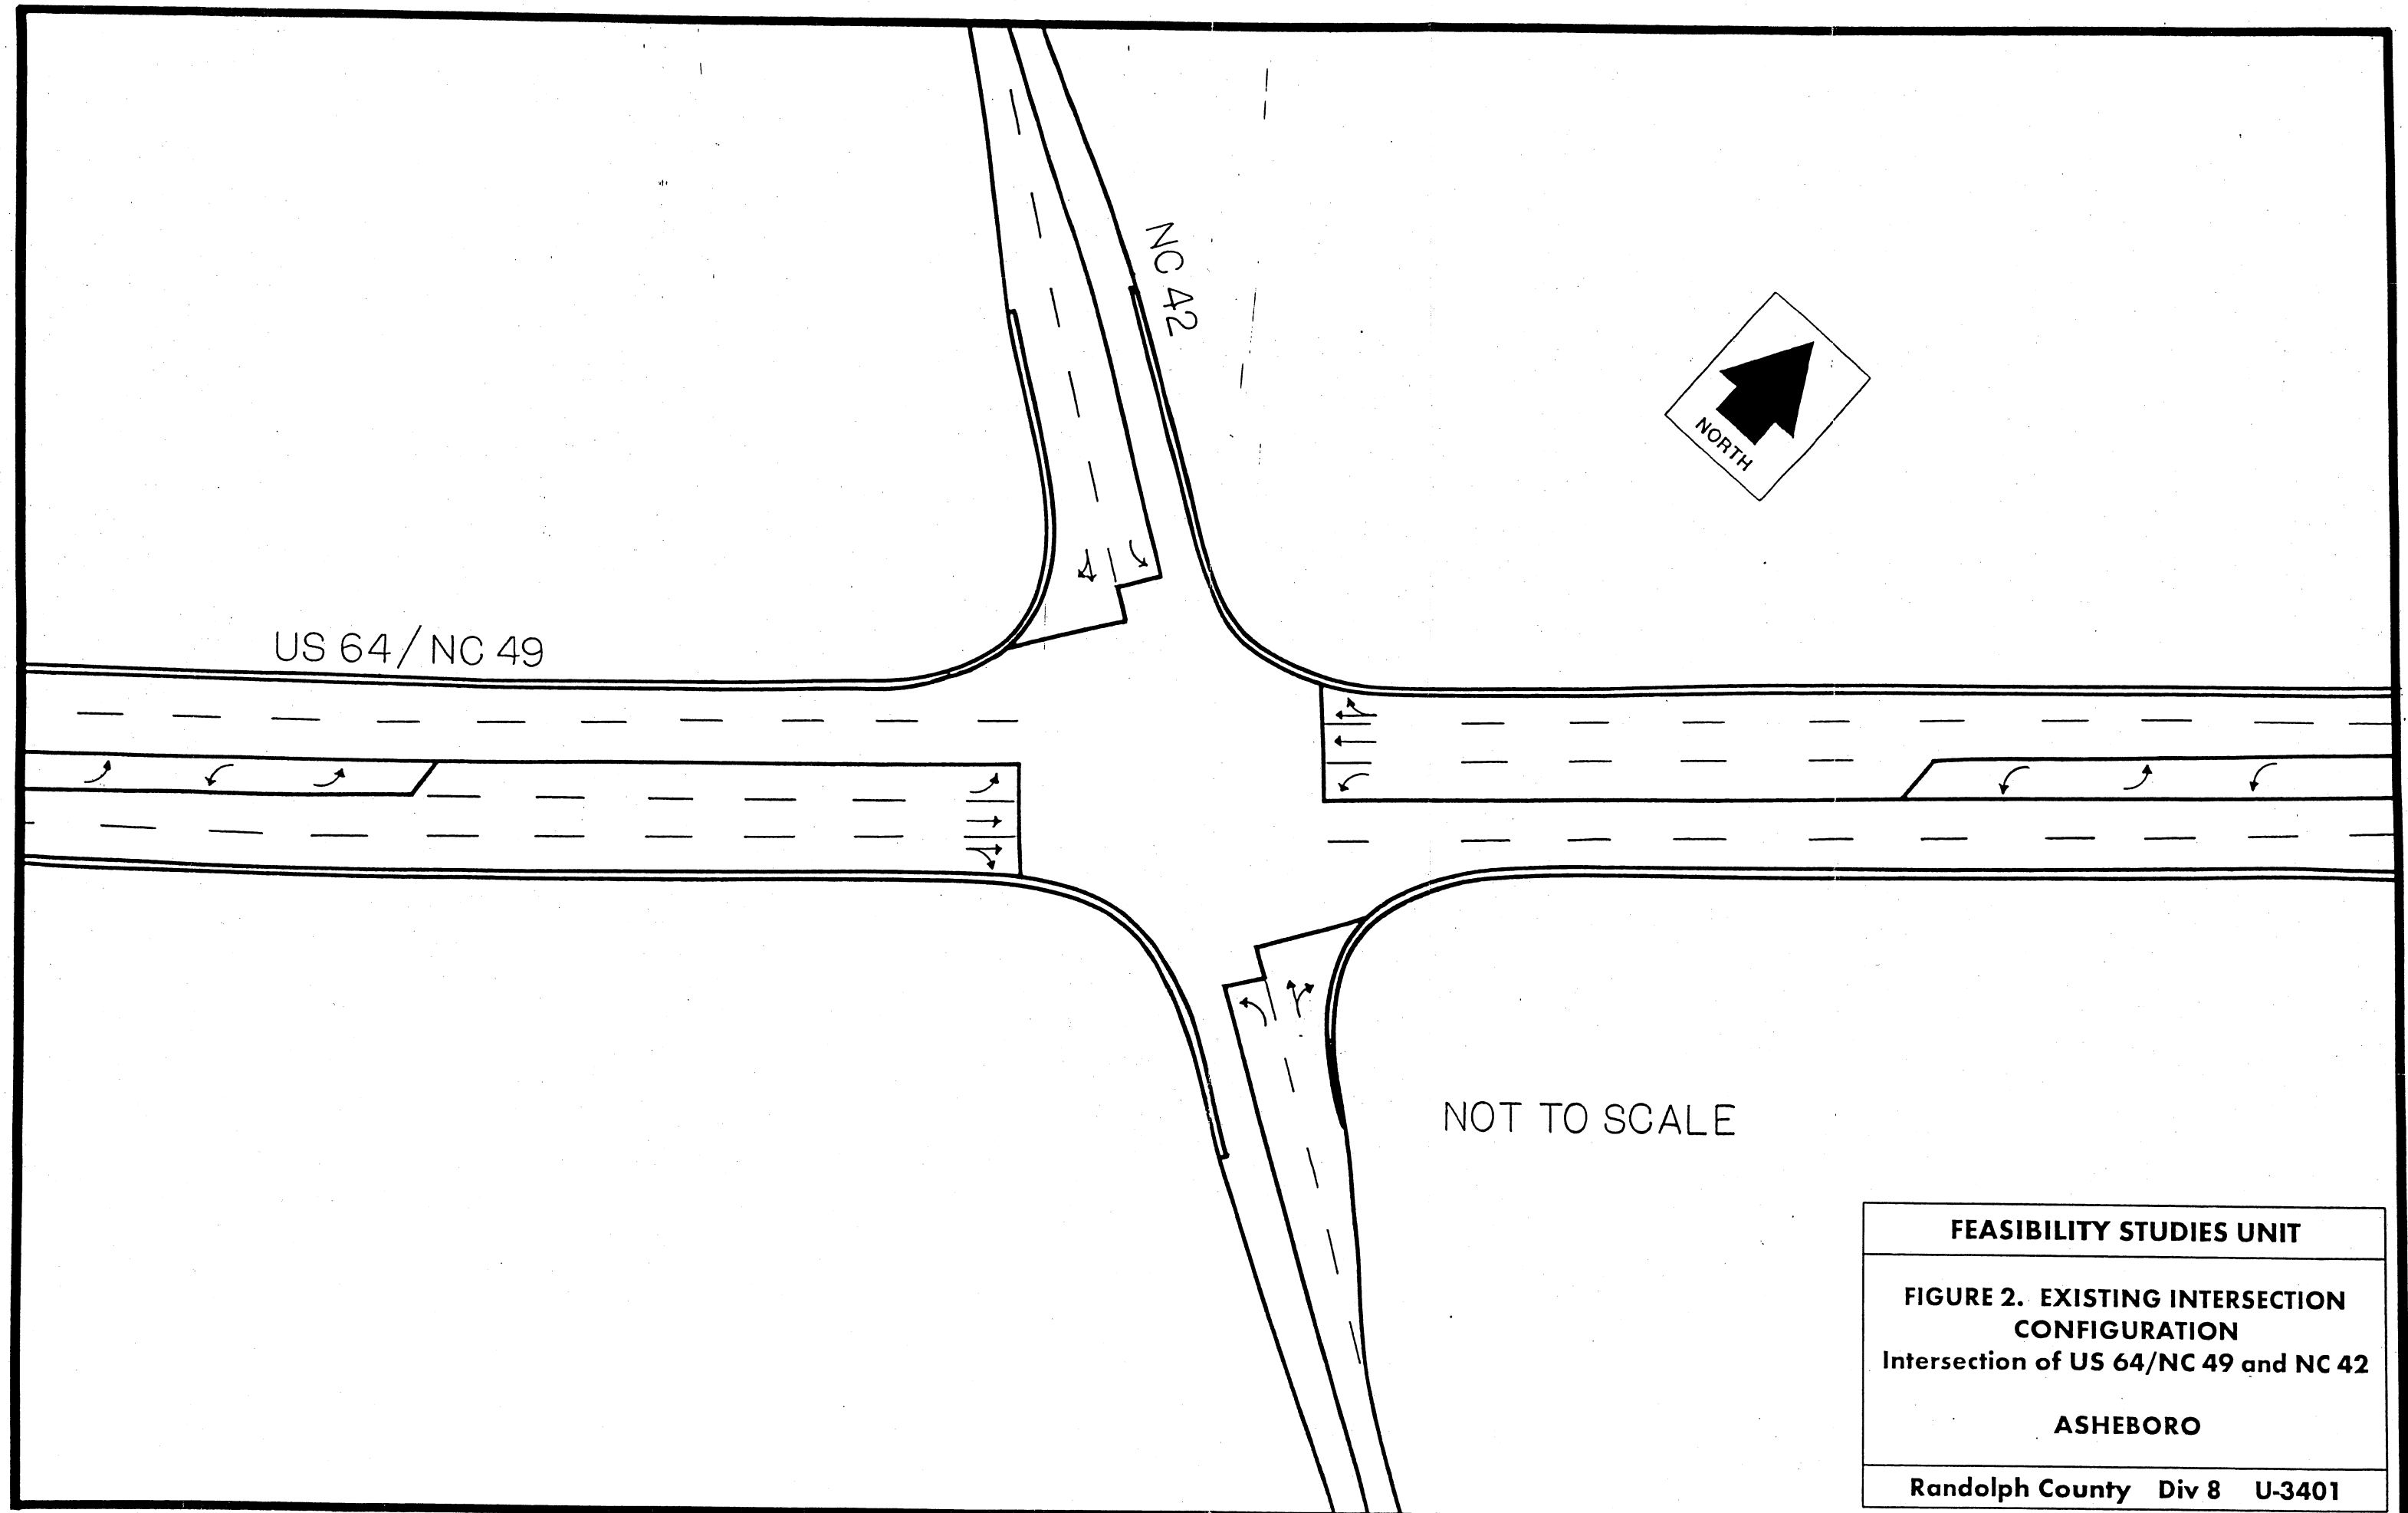 NC 42
NORTH
US 64/NC 49
NOT TO SCALE
FEASIBILITY STUDIES UNIT
FIGURE 2. EXISTING INTERSECTION
CONFIGURATION
Intersection of US 64/NC 49 and NC 42
ASHEBORO
Randolph County Div 8 U-3401